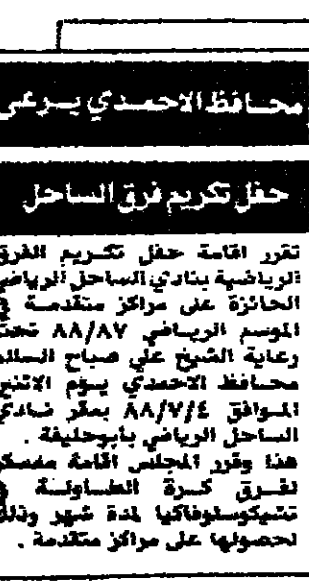 محافظ الاحمدي يرعى
حفل تكريم فرق الساحل
تقرر اقامة حفل تكريم الفرق
الرياضية بنادي الساحل الرياضي
الحائزة على مراكز متقدمة في
الموسم الرياضي ٨٨/٨٧ تحت
رعاية الشيخ علي صباح السالم
محافظ الاحمدي يوم الاثنين
الموافق ٨٨/٧/٤ بمقر نادي
الساحل الرياضي بأبوحليفة .
هذا وقرر المجلس اقامة معسكر
لفرق كرة الطاولة في
تشيكوسلوفاكيا لمدة شهر وذلك
لحصولها على مراكز متقدمة .